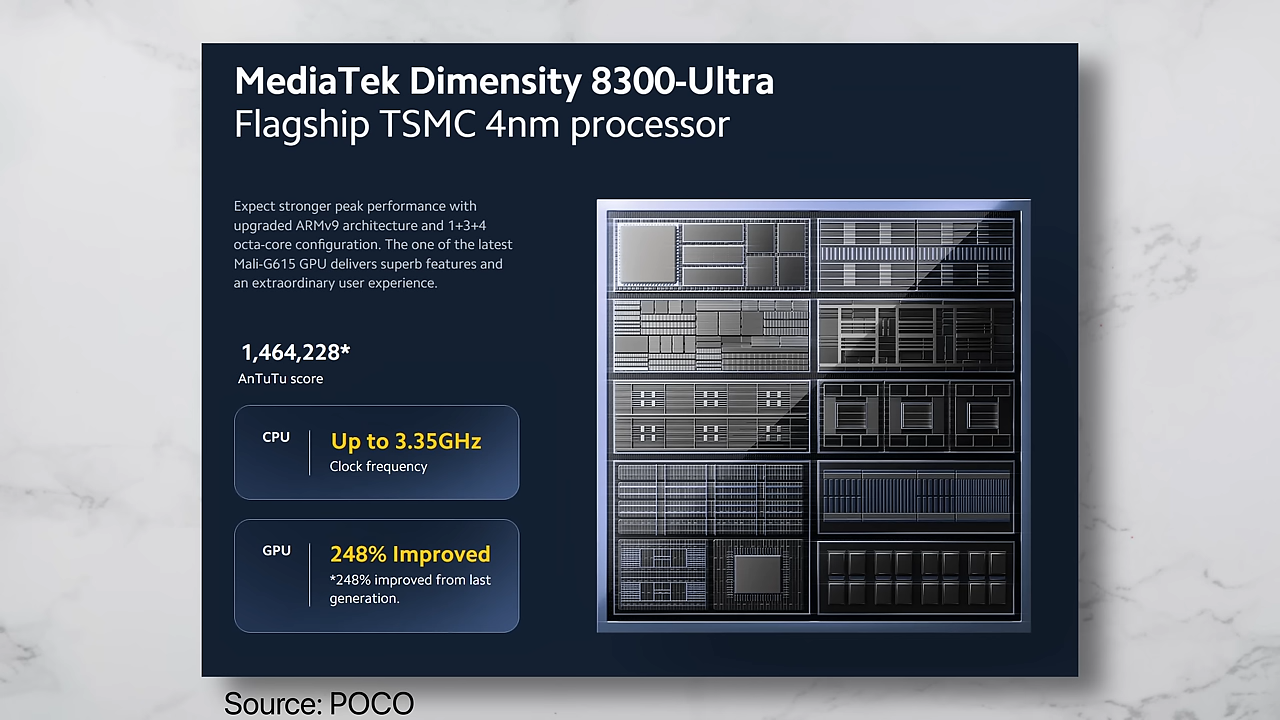 MediaTek Dimensity 8300-Ultra
Flagship TSMC 4nm processor
Expect stronger peak performance with
upgraded ARMv9 architecture and 1+3+4
octa-core configuration. The one of the latest
Mali-G615 GPU delivers superb features and
an extraordinary user experience.
1,464,228*
AnTuTu score
CPU
Up to 3.35GHz
Clock frequency
GPU
248% Improved
*248% improved from last
generation.
Source: POCO